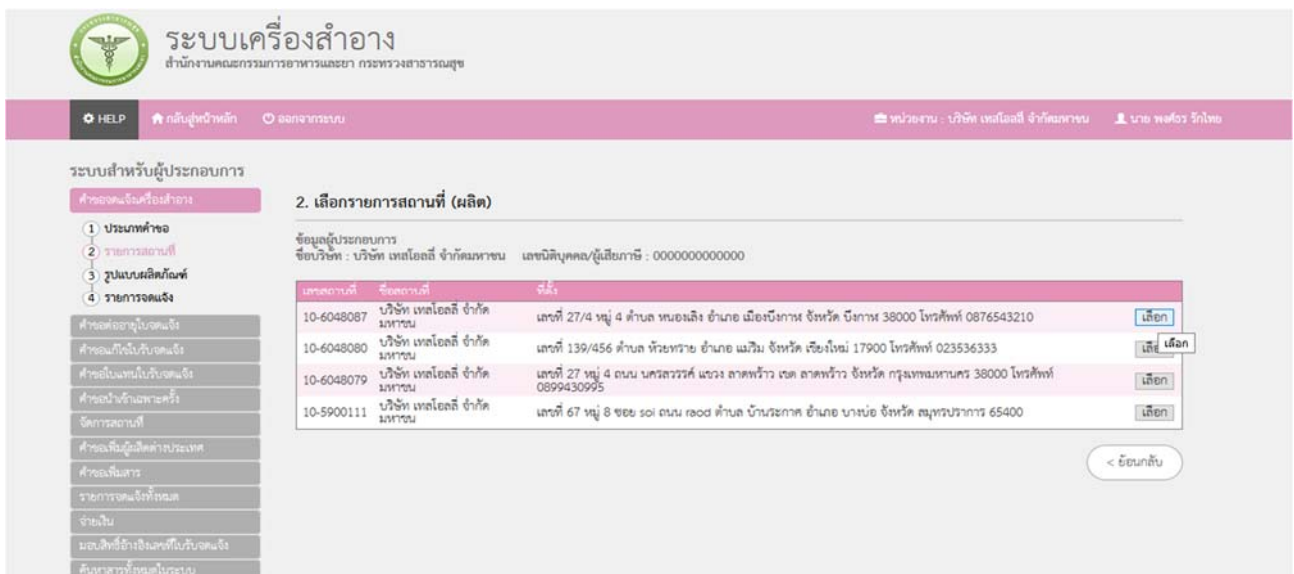 ระบบเครื่องสำอาง
สำนักงานคณะกรรมการอาหารและยา กระทรวงสาธารณสุข
HELP กลับสู่หน้าหลัก ออกจากระบบ หน่วยงาน : บริษัท เทสโอสสี่ จำกัดมหาชน นาย พงศ์ธร รักไทย
ระบบสำหรับผู้ประกอบการ
คำขอจดแจ้งเครื่องสำอาง
1 ประเภทคำขอ
2 รายการสถานที่
3 รูปแบบผลิตภัณฑ์
4 รายการจดแจ้ง
คำขอต่ออายุใบจดแจ้ง
คำขอแก้ไขใบรับจดแจ้ง
คำขอใบแทนใบรับจดแจ้ง
คำขอนำเข้าเฉพาะครั้ง
จัดการสถานที่
คำขอเพิ่มผู้ผลิตต่างประเทศ
คำขอเพิ่มสาร
รายการจดแจ้งทั้งหมด
จ่ายเงิน
มอบสิทธิ์อ้างอิงเลขที่ใบรับจดแจ้ง
ค้นหาสารทั้งหมดในระบบ
2. เลือกรายการสถานที่ (ผลิต)
ข้อมูลผู้ประกอบการ
ชื่อบริษัท : บริษัท เทสโอสสี่ จำกัดมหาชน เลขนิติบุคคล/ผู้เสียภาษี : 0000000000000
เลขสถานที่ ชื่อสถานที่ ที่ตั้ง
10-6048087 บริษัท เทสโอสสี่ จำกัด มหาชน เลขที่ 27/4 หมู่ 4 ตำบล หนองเลิง อำเภอ เมืองบึงกาฬ จังหวัด บึงกาฬ 38000 โทรศัพท์ 0876543210 เลือก
เลือก
10-6048080 บริษัท เทสโอสสี่ จำกัด มหาชน เลขที่ 139/456 ตำบล ห้วยทราย อำเภอ แม่ริม จังหวัด เชียงใหม่ 17900 โทรศัพท์ 023536333
10-6048079 บริษัท เทสโอสสี่ จำกัด มหาชน เลขที่ 27 หมู่ 4 ถนน นครสวรรค์ แขวง ลาดพร้าว เขต ลาดพร้าว จังหวัด กรุงเทพมหานคร 38000 โทรศัพท์ 0899430995 เลือก
10-5900111 บริษัท เทสโอสสี่ จำกัด มหาชน เลขที่ 67 หมู่ 8 ซอย soi ถนน raod ตำบล บ้านระกาศ อำเภอ บางบ่อ จังหวัด สมุทรปราการ 65400 เลือก
< ย้อนกลับ